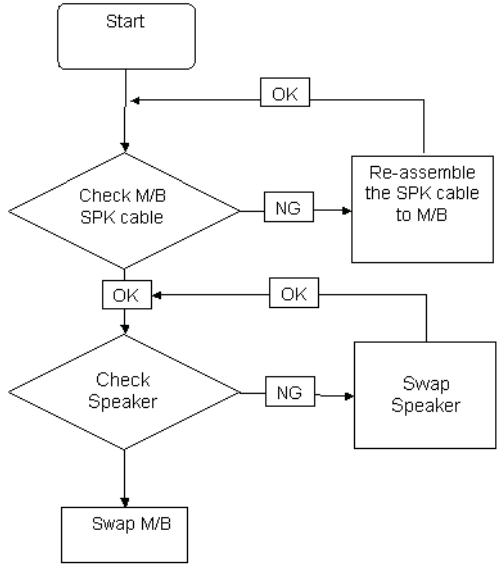 Start
OK
Check M/B
SPK cable
NG
Re-assemble
the SPK cable
to M/B
OK
OK
Check
Speaker
NG
Swap
Speaker
Swap M/B